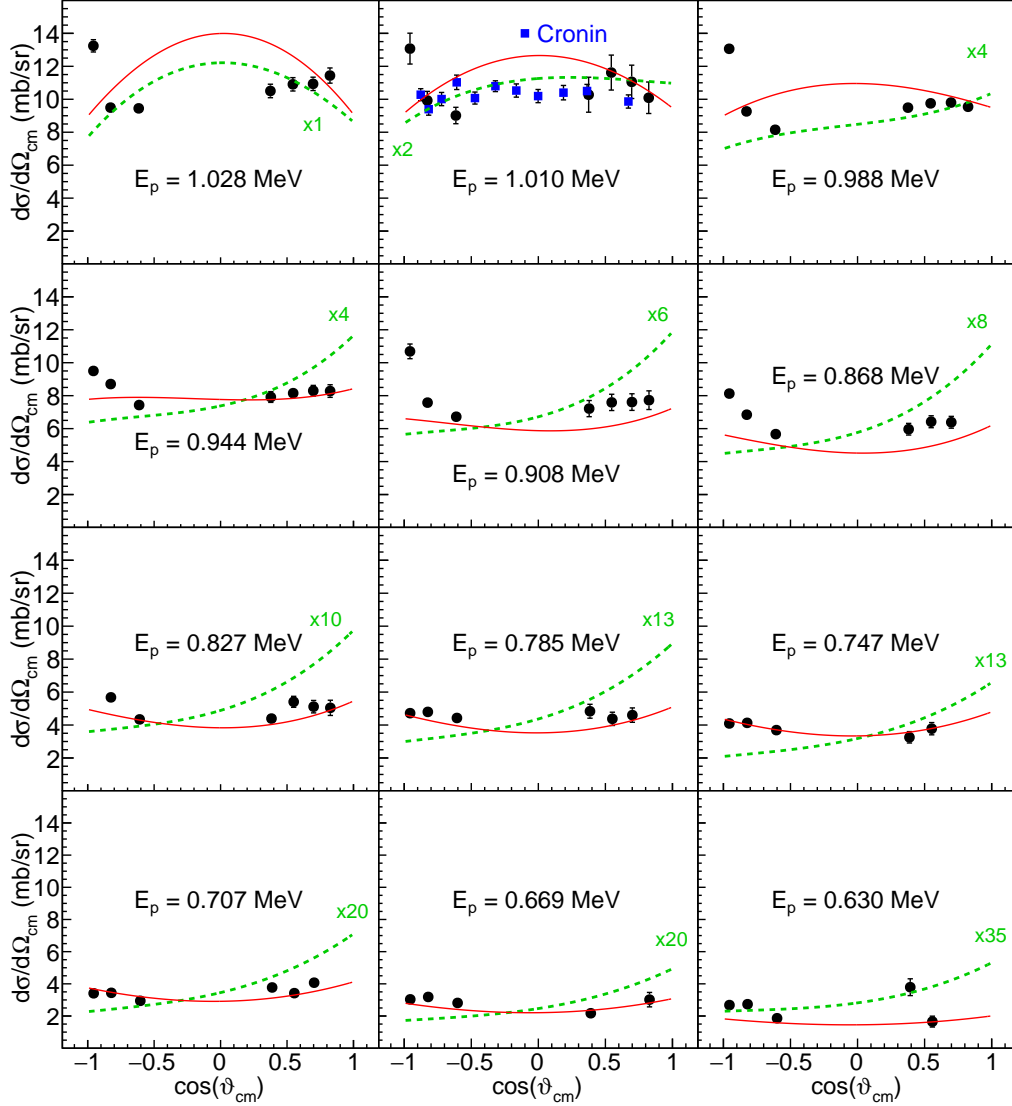 dσ/dΩcm (mb/sr)
14
12
10
8
6
4
2
x1
Ep = 1.028 MeV
Cronin
x2
Ep = 1.010 MeV
x4
Ep = 0.988 MeV
dσ/dΩcm (mb/sr)
14
12
10
8
6
4
2
x4
Ep = 0.944 MeV
x6
Ep = 0.908 MeV
x8
Ep = 0.868 MeV
dσ/dΩcm (mb/sr)
14
12
10
8
6
4
2
x10
Ep = 0.827 MeV
x13
Ep = 0.785 MeV
x13
Ep = 0.747 MeV
dσ/dΩcm (mb/sr)
14
12
10
8
6
4
2
x20
Ep = 0.707 MeV
x20
Ep = 0.669 MeV
x35
Ep = 0.630 MeV
−1 −0.5 0 0.5 1
−1 −0.5 0 0.5 1
−1 −0.5 0 0.5 1
cos(ϑcm)
cos(ϑcm)
cos(ϑcm)